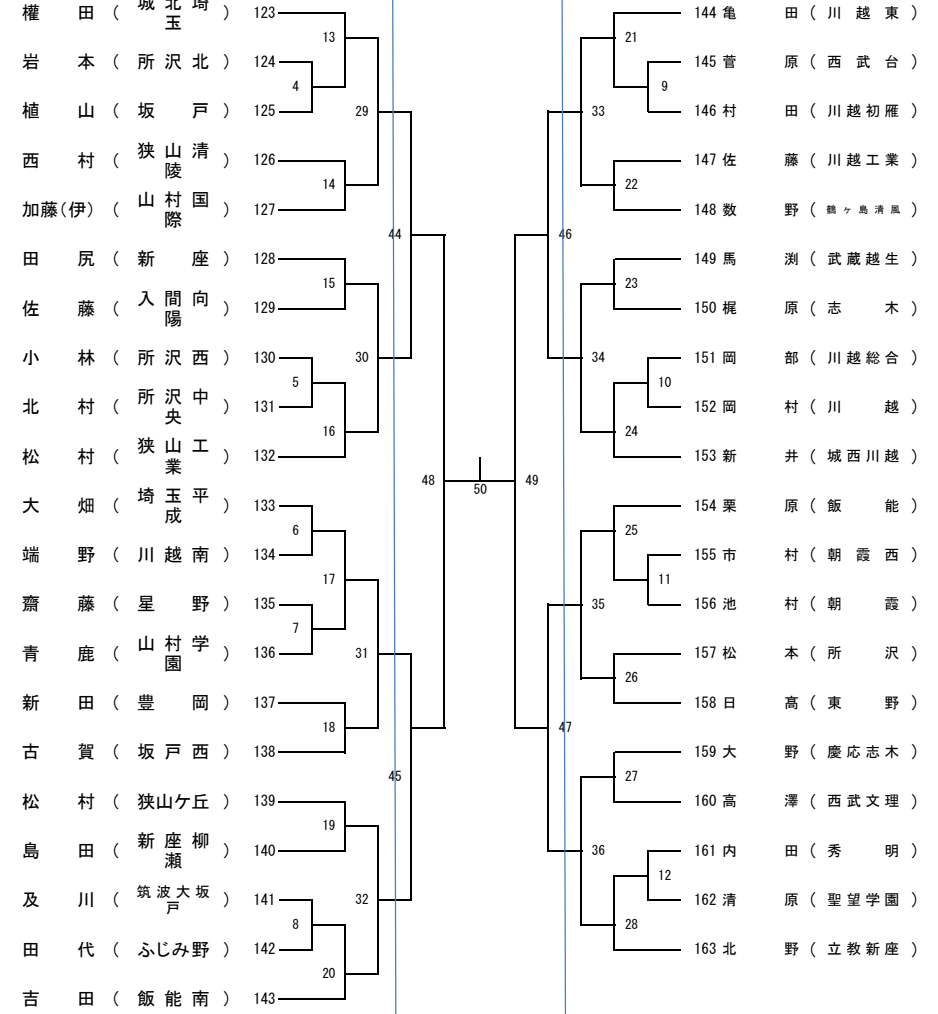 權田（城北埼玉）123
岩本（所沢北）124
植山（坂戸）125
西村（狭山清陵）126
加藤(伊)（山村国際）127
田尻（新座）128
佐藤（入間向陽）129
小林（所沢西）130
北村（所沢中央）131
松村（狭山工業）132
大畑（埼玉平成）133
端野（川越南）134
齋藤（星野）135
青鹿（山村学園）136
新田（豊岡）137
古賀（坂戸西）138
松村（狭山ケ丘）139
島田（新座柳瀬）140
及川（筑波大坂戸）141
田代（ふじみ野）142
吉田（飯能南）143
13
4
29
14
44
15
30
5
16
48
6
17
7
31
18
45
19
32
8
20
50
49
21
9
33
22
46
23
34
10
24
25
11
35
26
47
27
36
12
28
144 亀田（川越東）
145 菅原（西武台）
146 村田（川越初雁）
147 佐藤（川越工業）
148 数野（鶴ヶ島清風）
149 馬渕（武蔵越生）
150 梶原（志木）
151 岡部（川越総合）
152 岡村（川越）
153 新井（城西川越）
154 栗原（飯能）
155 市村（朝霞西）
156 池村（朝霞）
157 松本（所沢）
158 日髙（東野）
159 大野（慶応志木）
160 高澤（西武文理）
161 内田（秀明）
162 清原（聖望学園）
163 北野（立教新座）